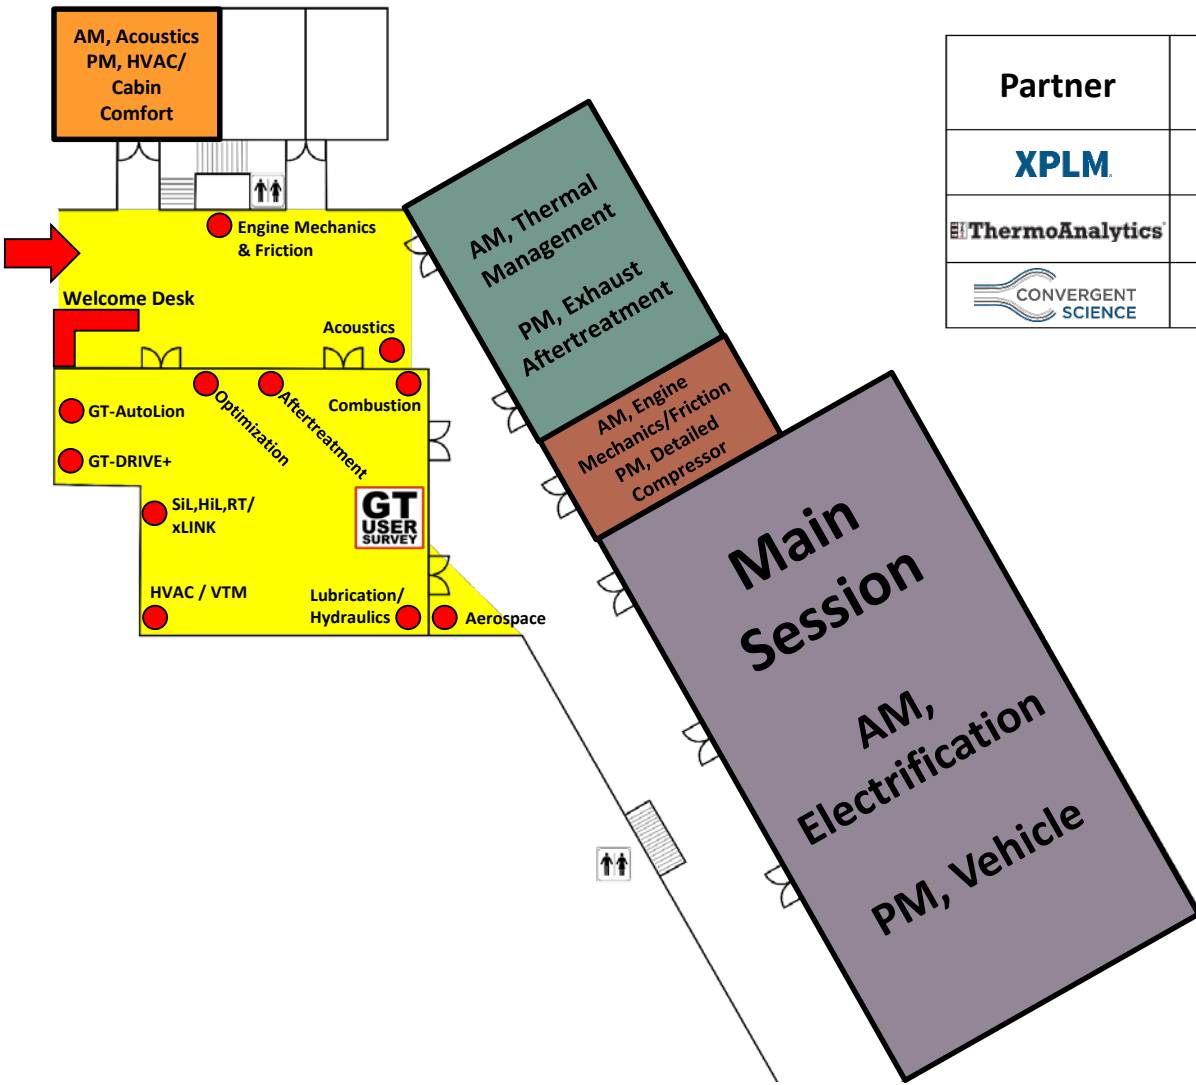 AM, Acoustics
PM, HVAC/
Cabin
Comfort
Partner
XPLM
ThermoAnalytics
CONVERGENT
SCIENCE
Engine Mechanics
& Friction
Welcome Desk
Acoustics
Combustion
Optimization
Aftertreatment
GT-AutoLion
GT-DRIVE+
SiL,HiL,RT/
xLINK
GT
USER
SURVEY
HVAC / VTM
Lubrication/
Hydraulics
Aerospace
AM, Thermal
Management
PM, Exhaust
Aftertreatment
AM, Engine
Mechanics/Friction
PM, Detailed
Compressor
Main
Session
AM,
Electrification
PM, Vehicle